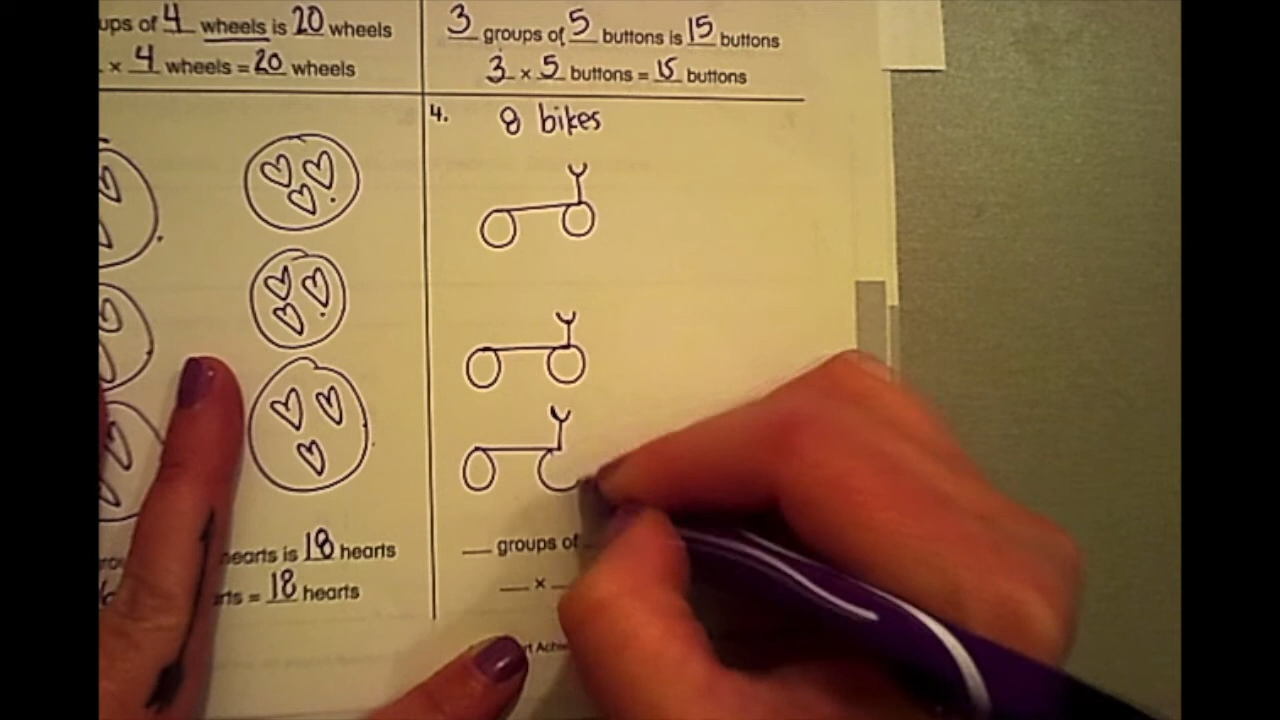 ups of 4 wheels is 20 wheels
× 4 wheels = 20 wheels
3 groups of 5 buttons is 15 buttons
3 × 5 buttons = 15 buttons
hearts is 18 hearts
= 18 hearts
4. 8 bikes
groups of
×